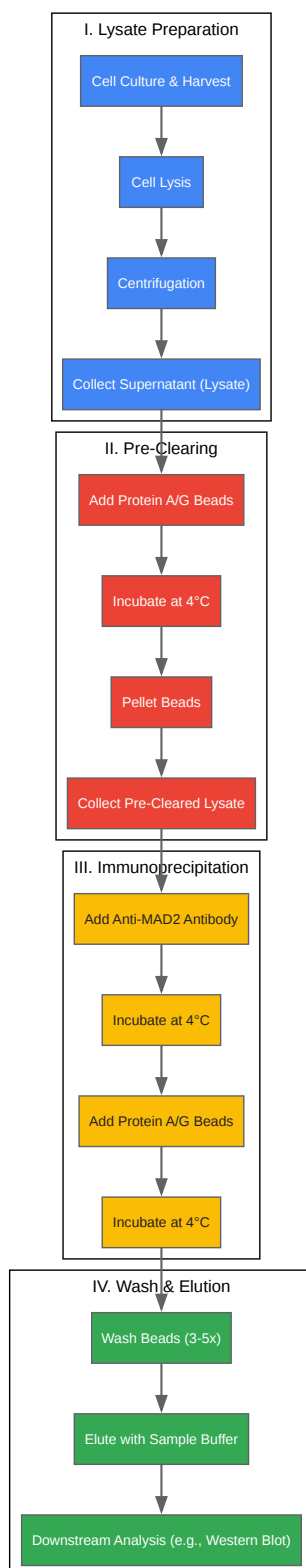 I. Lysate Preparation
Cell Culture & Harvest
Cell Lysis
Centrifugation
Collect Supernatant (Lysate)
II. Pre-Clearing
Add Protein A/G Beads
Incubate at 4°C
Pellet Beads
Collect Pre-Cleared Lysate
III. Immunoprecipitation
Add Anti-MAD2 Antibody
Incubate at 4°C
Add Protein A/G Beads
Incubate at 4°C
IV. Wash & Elution
Wash Beads (3-5x)
Elute with Sample Buffer
Downstream Analysis (e.g., Western Blot)